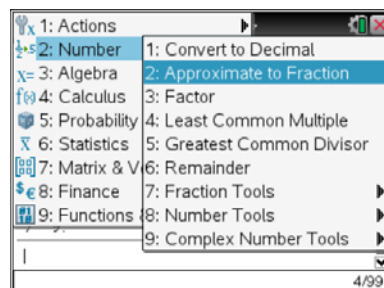 1: Actions
2: Number
X= 3: Algebra
f(x) 4: Calculus
5: Probability
X 6: Statistics
7: Matrix & V
$€ 8: Finance
9: Functions &
1: Convert to Decimal
2: Approximate to Fraction
3: Factor
4: Least Common Multiple
5: Greatest Common Divisor
6: Remainder
7: Fraction Tools
8: Number Tools
9: Complex Number Tools
4/99